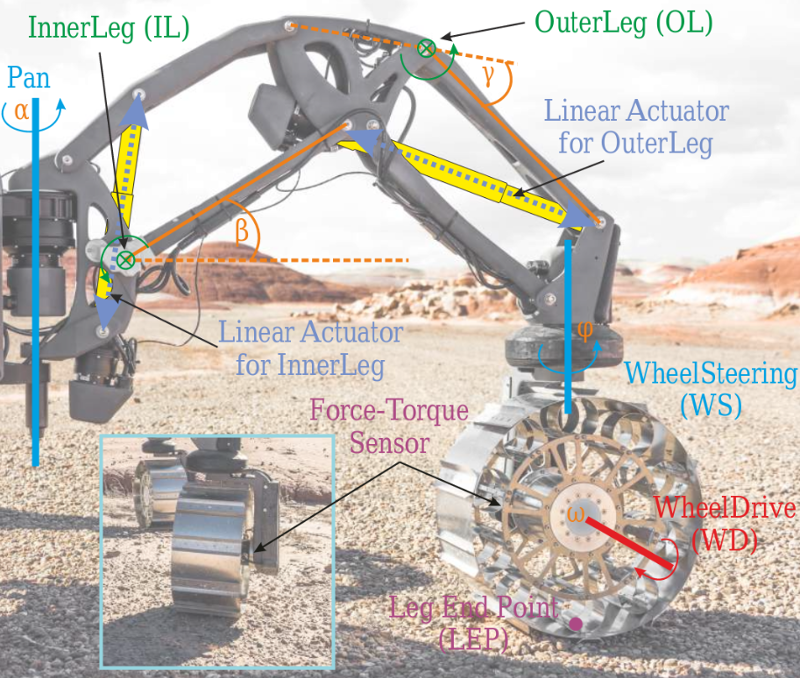 InnerLeg (IL)
OuterLeg (OL)
Pan
α
γ
Linear Actuator
for OuterLeg
β
Linear Actuator
for InnerLeg
φ
WheelSteering
(WS)
Force-Torque
Sensor
ω
WheelDrive
(WD)
Leg End Point
(LEP)